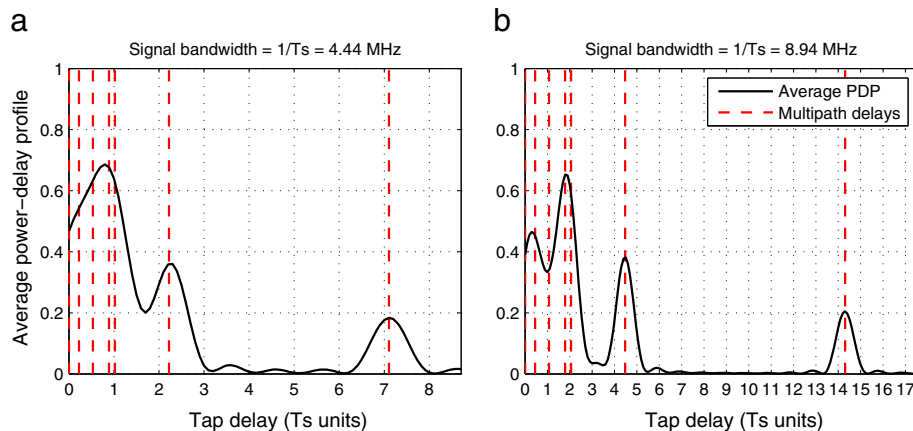 a
Signal bandwidth = 1/Ts = 4.44 MHz
Average power−delay profile
1
0.8
0.6
0.4
0.2
0
0 1 2 3 4 5 6 7 8
Tap delay (Ts units)
b
Signal bandwidth = 1/Ts = 8.94 MHz
Average PDP
Multipath delays
1
0.8
0.6
0.4
0.2
0
0 1 2 3 4 5 6 7 8 9 10 11 12 13 14 15 16 17
Tap delay (Ts units)